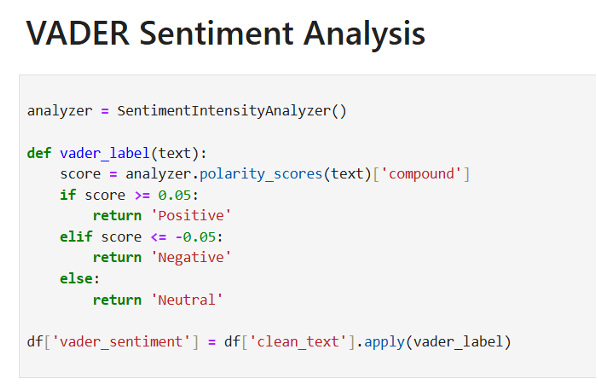 VADER Sentiment Analysis
analyzer = SentimentIntensityAnalyzer()
def vader_label(text):
    score = analyzer.polarity_scores(text)['compound']
    if score >= 0.05:
        return 'Positive'
    elif score <= -0.05:
        return 'Negative'
    else:
        return 'Neutral'
df['vader_sentiment'] = df['clean_text'].apply(vader_label)